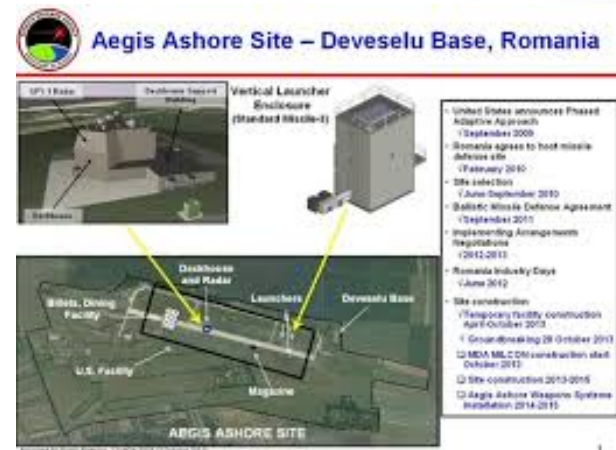 Aegis Ashore Site – Deveselu Base, Romania
SPY-1 Radar
Deckhouse Support
Building
Deckhouse
Vertical Launcher
Enclosure
(Standard Missile-3)
United States announces Phased
Adaptive Approach
√September 2009
Romania agrees to host missile
defense site
√February 2010
Site selection
√June-September 2010
Ballistic Missile Defense Agreement
√September 2011
Implementing Arrangements
Negotiations
√2012-2013
Romania Industry Days
√June 2012
Site construction
√Temporary facility construction
April-October 2013
√ Groundbreaking 28 October 2013
MDA MILCON construction start
October 2013
Site construction 2013-2015
Aegis Ashore Weapons Systems
Installation 2014-2015
Deckhouse
and Radar
Billets, Dining
Facility
Launchers
Deveselu Base
U.S. Facility
Magazine
AEGIS ASHORE SITE